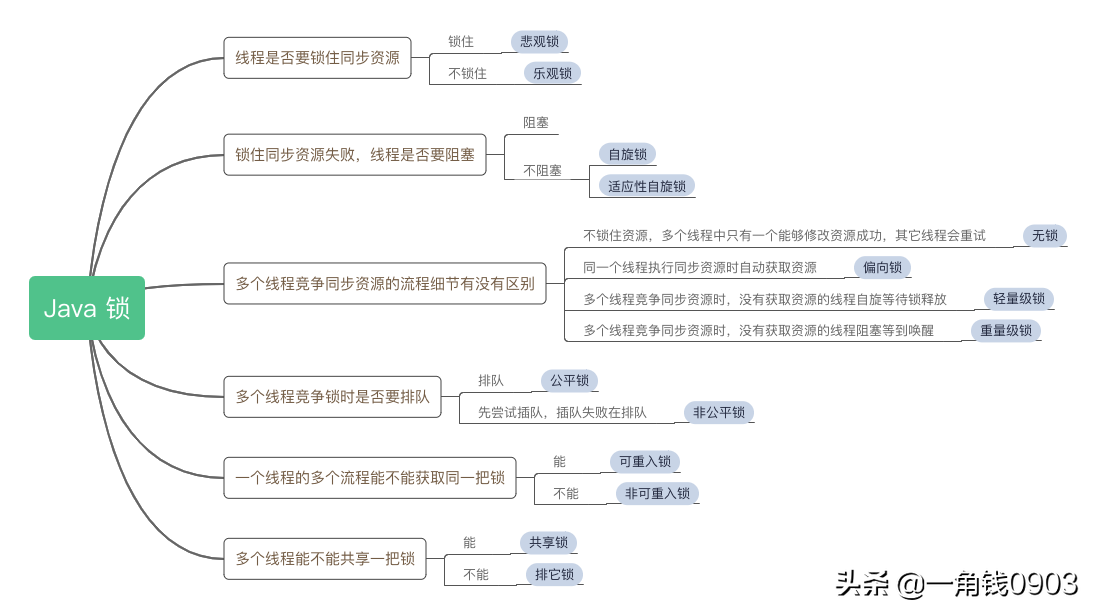 Java 锁
线程是否要锁住同步资源
锁住
悲观锁
不锁住
乐观锁
锁住同步资源失败，线程是否要阻塞
阻塞
不阻塞
自旋锁
适应性自旋锁
多个线程竞争同步资源的流程细节有没有区别
不锁住资源，多个线程中只有一个能够修改资源成功，其它线程会重试
无锁
同一个线程执行同步资源时自动获取资源
偏向锁
多个线程竞争同步资源时，没有获取资源的线程自旋等待锁释放
轻量级锁
多个线程竞争同步资源时，没有获取资源的线程阻塞等到唤醒
重量级锁
多个线程竞争锁时是否要排队
排队
公平锁
先尝试插队，插队失败在排队
非公平锁
一个线程的多个流程能不能获取同一把锁
能
可重入锁
不能
非可重入锁
多个线程能不能共享一把锁
能
共享锁
不能
排它锁
头条 @一角钱0903